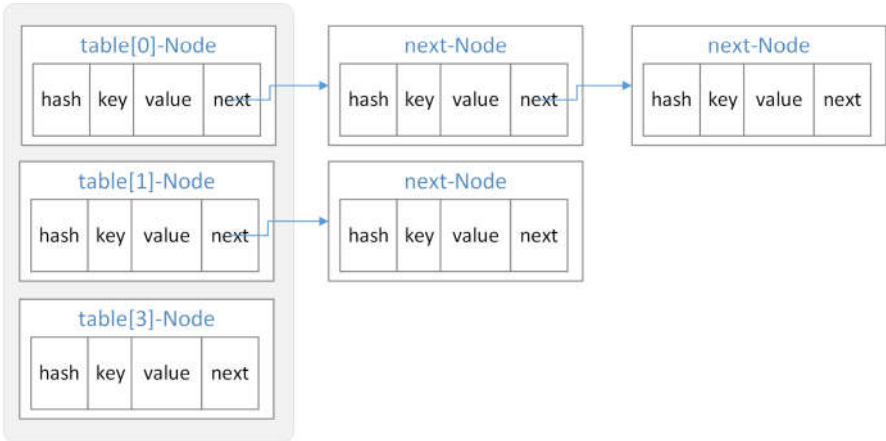 table[0]-Node
hash key value next
next-Node
hash key value next
next-Node
hash key value next
table[1]-Node
hash key value next
next-Node
hash key value next
table[3]-Node
hash key value next